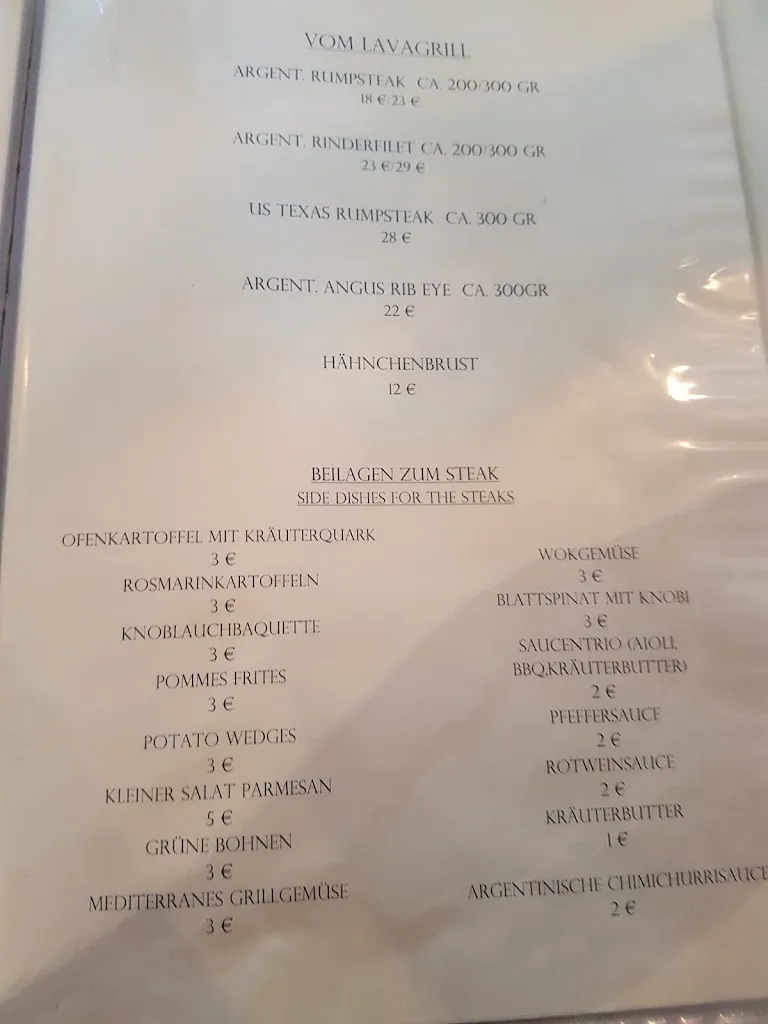 VOM LAVAGRILL
ARGENT. RUMPSTEAK CA. 200/300 GR
18 €/23 €
ARGENT. RINDERFILET CA. 200/300 GR
23 €/29 €
US TEXAS RUMPSTEAK CA. 300 GR
28 €
ARGENT. ANGUS RIB EYE CA. 300GR
22 €
HÄHNCHENBRUST
12 €
BEILAGEN ZUM STEAK
SIDE DISHES FOR THE STEAKS
OFENKARTOFFEL MIT KRÄUTERQUARK
3 €
ROSMARINKARTOFFELN
3 €
KNOBLAUCHBAQUETTE
3 €
POMMES FRITES
3 €
POTATO WEDGES
3 €
KLEINER SALAT PARMESAN
5 €
GRÜNE BOHNEN
3 €
MEDITERRANES GRILLGEMÜSE
3 €
WOKGEMÜSE
3 €
BLATTSPINAT MIT KNOBI
3 €
SAUCENTRIO (AIOLI,
BBQ,KRÄUTERBUTTER)
2 €
PFEFFERSAUCE
2 €
ROTWEINSAUCE
2 €
KRÄUTERBUTTER
1 €
ARGENTINISCHE CHIMICHURRISAUCE
2 €